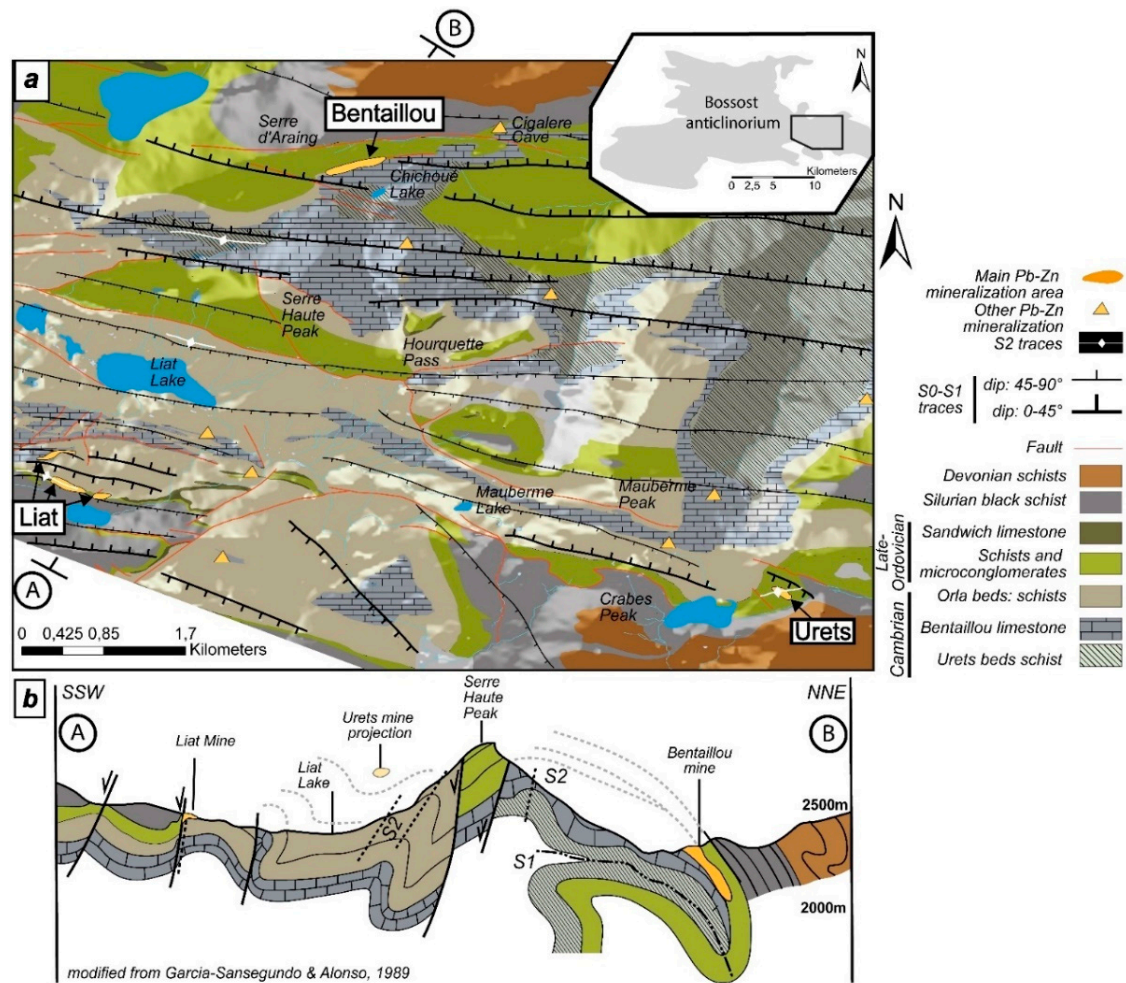 B
a
Serre
d'Araing
Bentaillou
Cigalere
Cave
Chichoué
Lake
Bossost
anticlinorium
N
Kilometers
0 2,5 5 10
N
Serre
Haute
Peak
Hourquette
Pass
Liat
Lake
Mauberme
Lake
Mauberme
Peak
Liat
A
Crabes
Peak
Urets
0 0,425 0,85 1,7
Kilometers
Main Pb-Zn
mineralization area
Other Pb-Zn
mineralization
S2 traces
S0-S1
traces
dip: 45-90°
dip: 0-45°
Fault
Devonian schists
Silurian black schist
Late-
Ordovician
Sandwich limestone
Schists and
microconglomerates
Cambrian
Orla beds: schists
Bentaillou limestone
Urets beds schist
b
SSW
NNE
A
B
Liat Mine
Urets mine
projection
Liat
Lake
Serre
Haute
Peak
S2
S2
S1
Bentaillou
mine
2500m
2000m
modified from Garcia-Sansegundo & Alonso, 1989